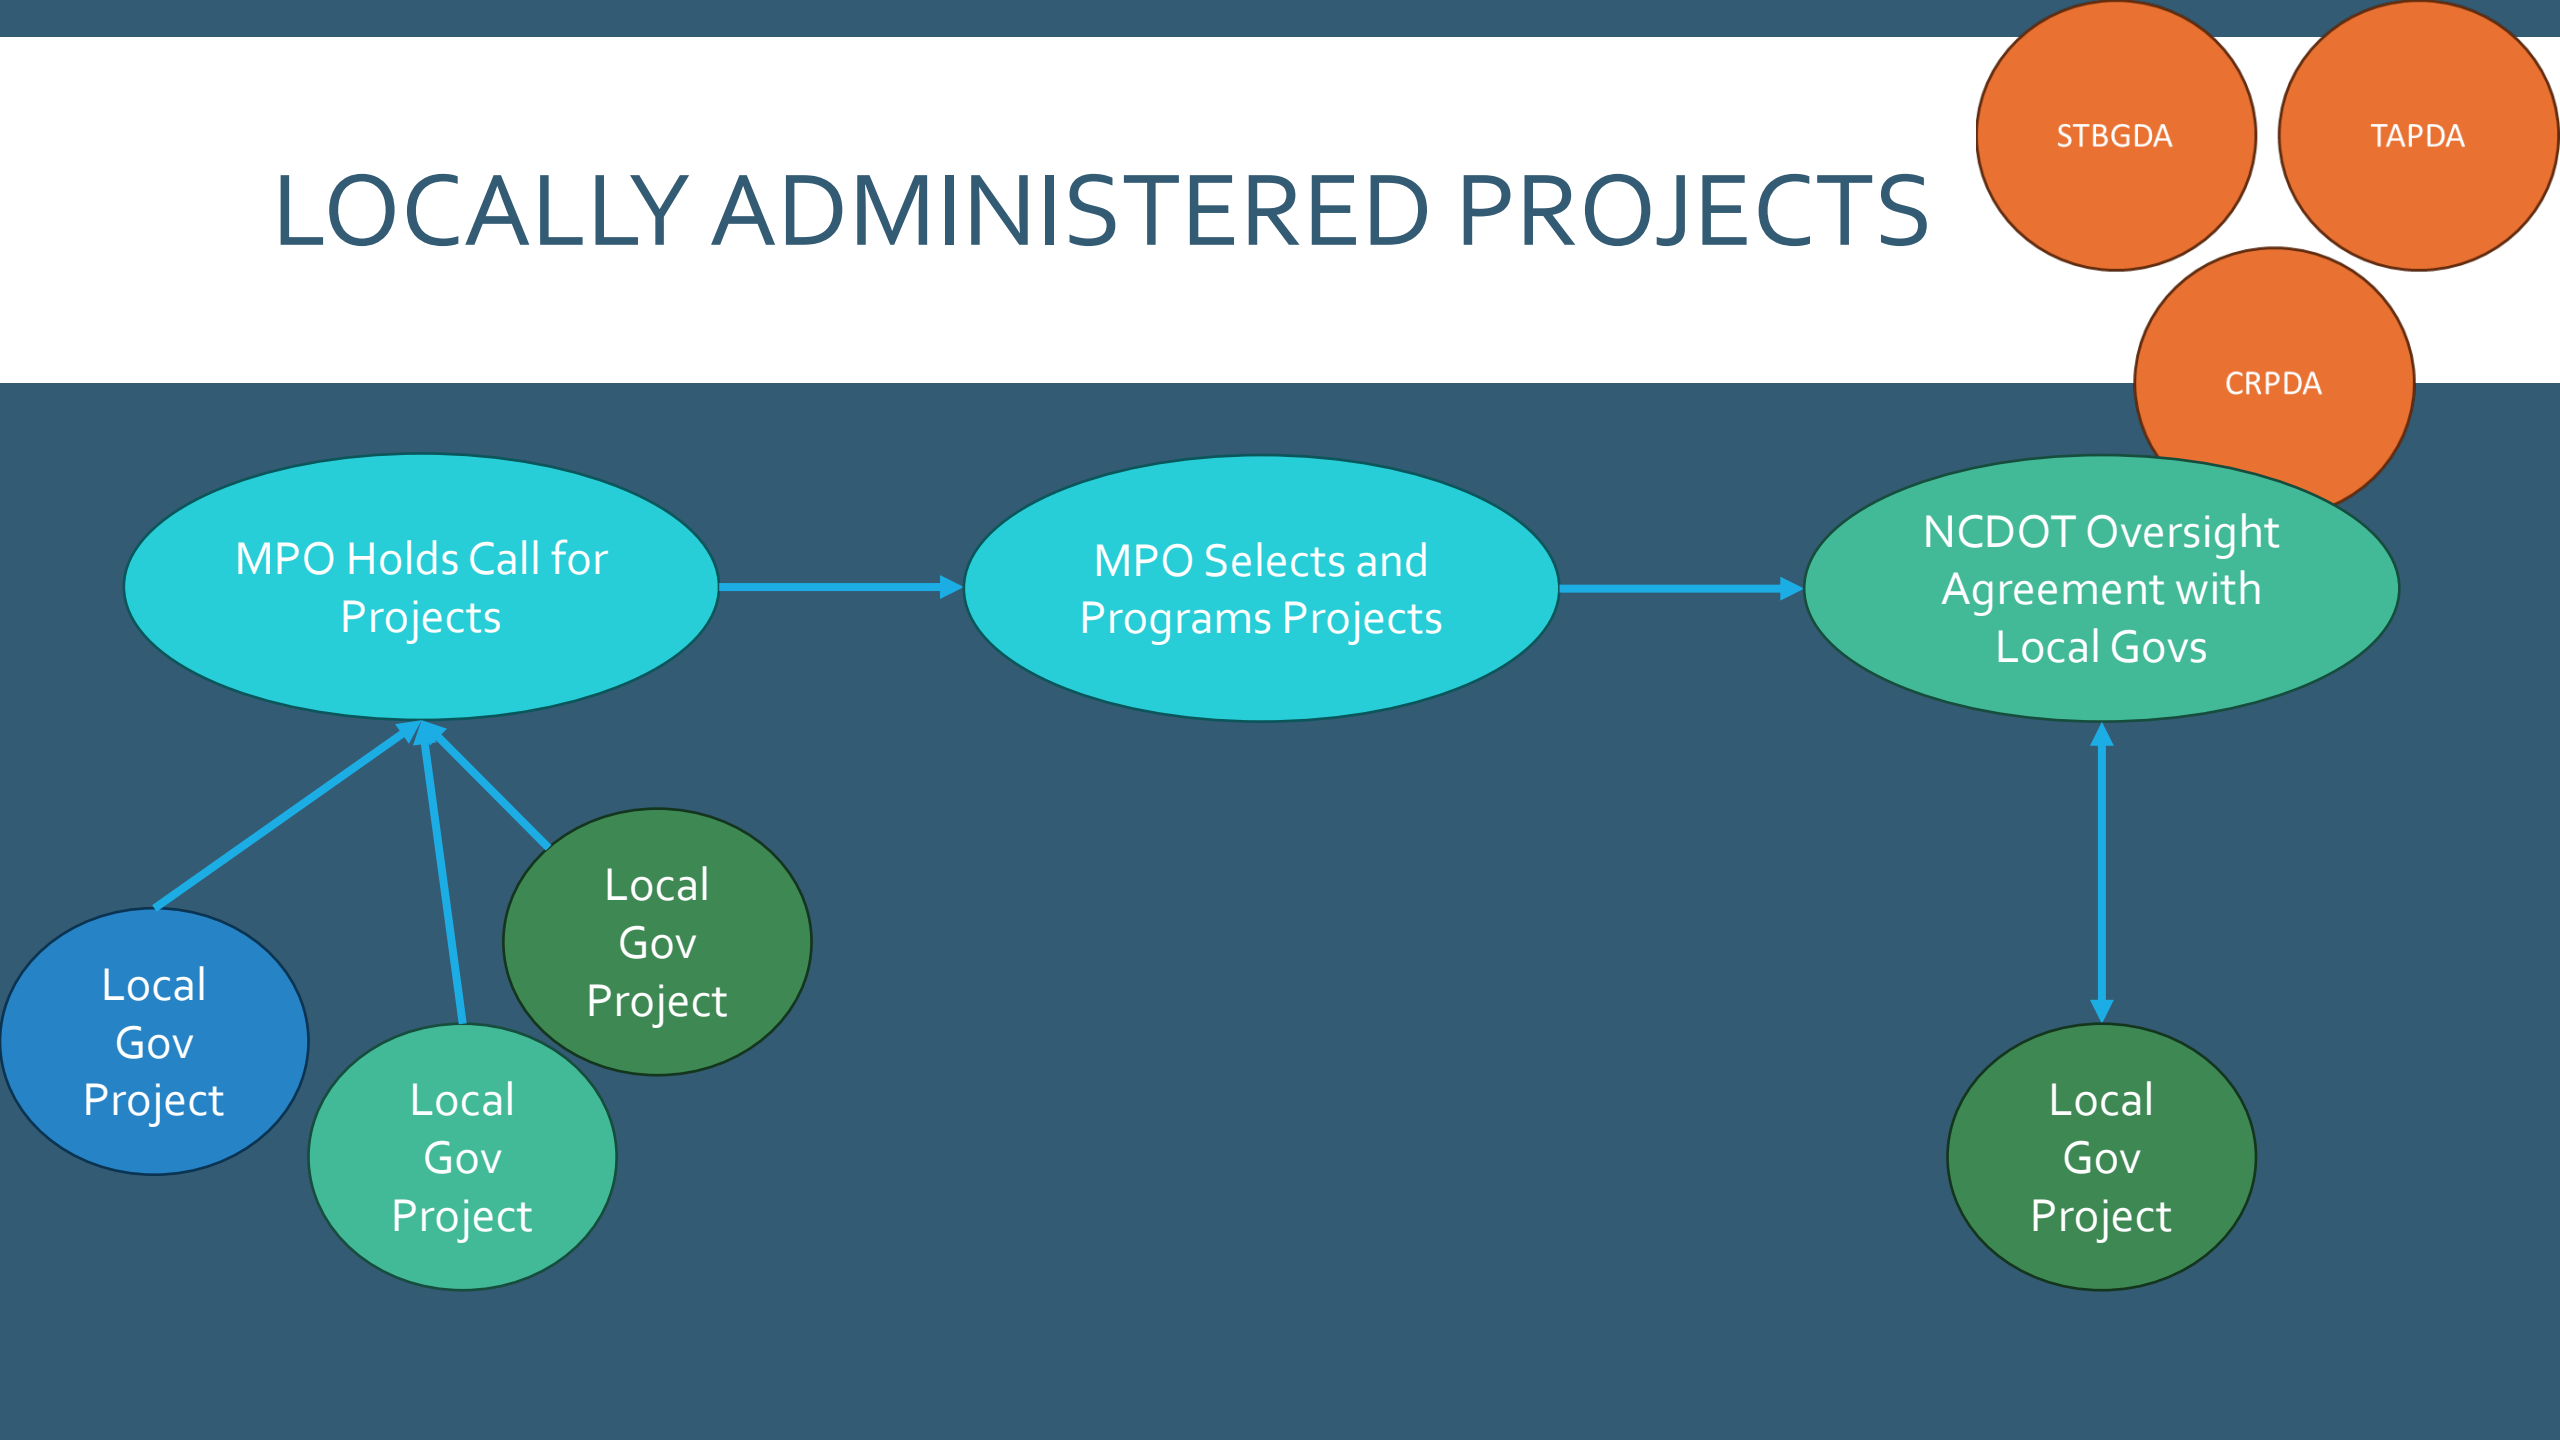 LOCALLY ADMINISTERED PROJECTS
STBGDA
TAPDA
CRPDA
MPO Holds Call for
Projects
MPO Selects and
Programs Projects
NCDOT Oversight
Agreement with
Local Govs
Local
Gov
Project
Local
Gov
Project
Local
Gov
Project
Local
Gov
Project